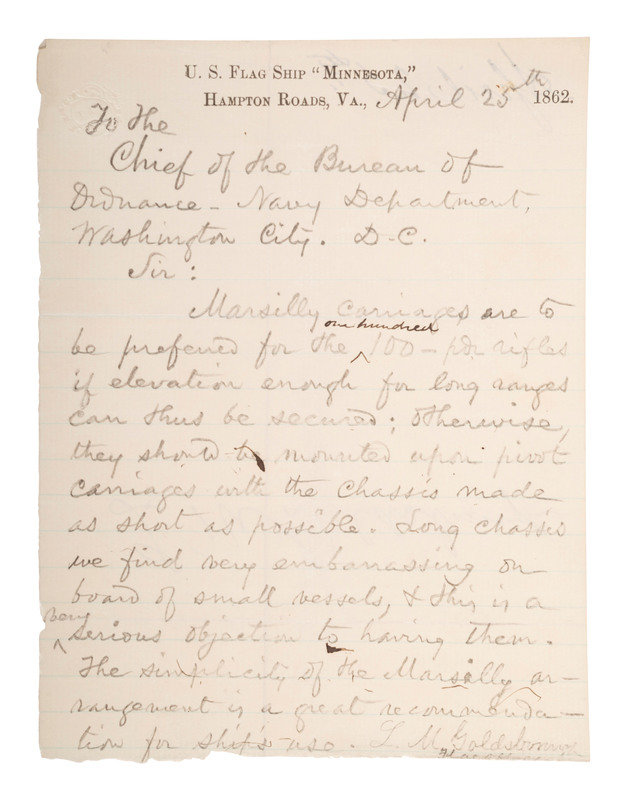 U. S. Flag Ship "Minnesota,"
Hampton Roads, Va., April 25th 1862.
To the
Chief of the Bureau of
Ordnance - Navy Department,
Washington City. D. C.
Sir:
Marsilly carriages are to
one hundred
be preferred for the ^ 100-pdr rifles
if elevation enough for long ranges
can thus be secured; otherwise,
they should be mounted upon pivot
carriages with the chassis made
as short as possible. Long chassis
we find very embarrassing on
board of small vessels, & this is a
very
^ serious objection to having them.
The simplicity of the Marsilly ar-
rangement is a great recommenda-
tion for ship's use. L. M. Goldsborough